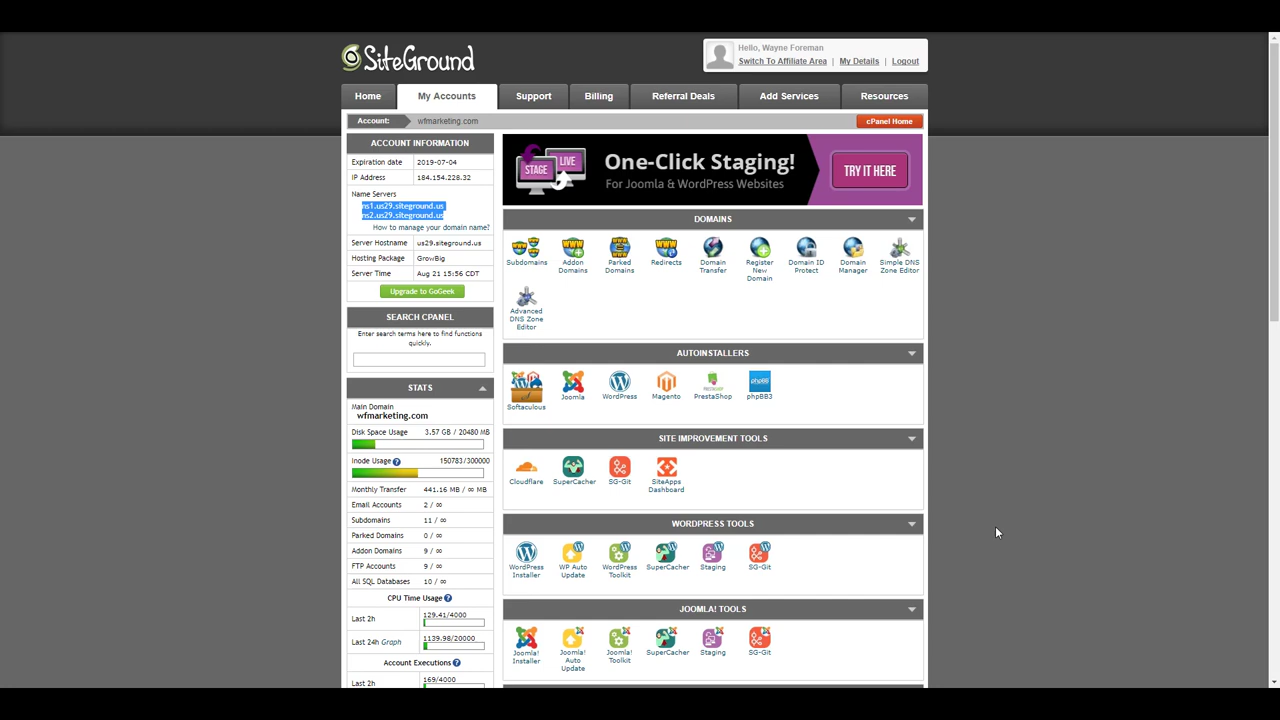 SiteGround
Hello, Wayne Foreman
Switch To Affiliate Area | My Details | Logout
Home
My Accounts
Support
Billing
Referral Deals
Add Services
Resources
Account:
wfmarketing.com
cPanel Home
ACCOUNT INFORMATION
Expiration date 2019-07-04
IP Address 184.154.228.32
Name Servers
ns1.us29.siteground.us
ns2.us29.siteground.us
How to manage your domain name?
Server Hostname us29.siteground.us
Hosting Package GrowBig
Server Time Aug 21 15:56 CDT
Upgrade to GoGeek
SEARCH CPANEL
Enter search terms here to find functions
quickly.
STATS
Main Domain
wfmarketing.com
Disk Space Usage 3.57 GB / 20480 MB
Inode Usage ? 150783/300000
Monthly Transfer 441.16 MB / ∞ MB
Email Accounts 2 / ∞
Subdomains 11 / ∞
Parked Domains 0 / ∞
Addon Domains 9 / ∞
FTP Accounts 9 / ∞
All SQL Databases 10 / ∞
CPU Time Usage ?
Last 2h 129.41/4000
Last 24h Graph 1139.98/20000
Account Executions ?
Last 2h 169/4000
STAGE
LIVE
One-Click Staging!
For Joomla & WordPress Websites
TRY IT HERE
DOMAINS
Subdomains
Addon
Domains
Parked
Domains
Redirects
Domain
Transfer
Register
New
Domain
Domain ID
Protect
Domain
Manager
Simple DNS
Zone Editor
Advanced
DNS Zone
Editor
AUTOINSTALLERS
Softaculous
Joomla
WordPress
Magento
PrestaShop
phpBB3
SITE IMPROVEMENT TOOLS
Cloudflare
SuperCacher
SG-Git
SiteApps
Dashboard
WORDPRESS TOOLS
WordPress
Installer
WP Auto
Update
WordPress
Toolkit
SuperCacher
Staging
SG-Git
JOOMLA! TOOLS
Joomla!
Installer
Joomla!
Auto
Update
Joomla!
Toolkit
SuperCacher
Staging
SG-Git